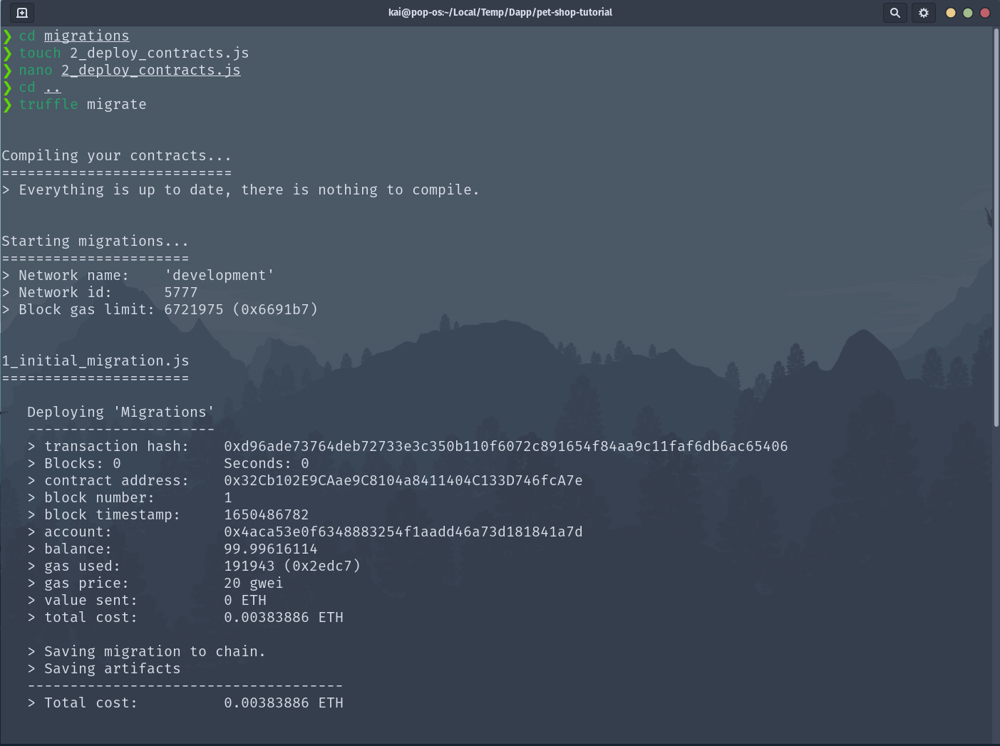 kai@pop-os:~/Local/Temp/Dapp/pet-shop-tutorial
❯ cd migrations
❯ touch 2_deploy_contracts.js
❯ nano 2_deploy_contracts.js
❯ cd ..
❯ truffle migrate
Compiling your contracts...
===========================
> Everything is up to date, there is nothing to compile.
Starting migrations...
======================
> Network name:    'development'
> Network id:      5777
> Block gas limit: 6721975 (0x6691b7)
1_initial_migration.js
======================
   Deploying 'Migrations'
   ----------------------
   > transaction hash:    0xd96ade73764deb72733e3c350b110f6072c891654f84aa9c11faf6db6ac65406
   > Blocks: 0            Seconds: 0
   > contract address:    0x32Cb102E9CAae9C8104a8411404C133D746fcA7e
   > block number:        1
   > block timestamp:     1650486782
   > account:             0x4aca53e0f6348883254f1aadd46a73d181841a7d
   > balance:             99.99616114
   > gas used:            191943 (0x2edc7)
   > gas price:           20 gwei
   > value sent:          0 ETH
   > total cost:          0.00383886 ETH
   > Saving migration to chain.
   > Saving artifacts
   -------------------------------------
   > Total cost:          0.00383886 ETH